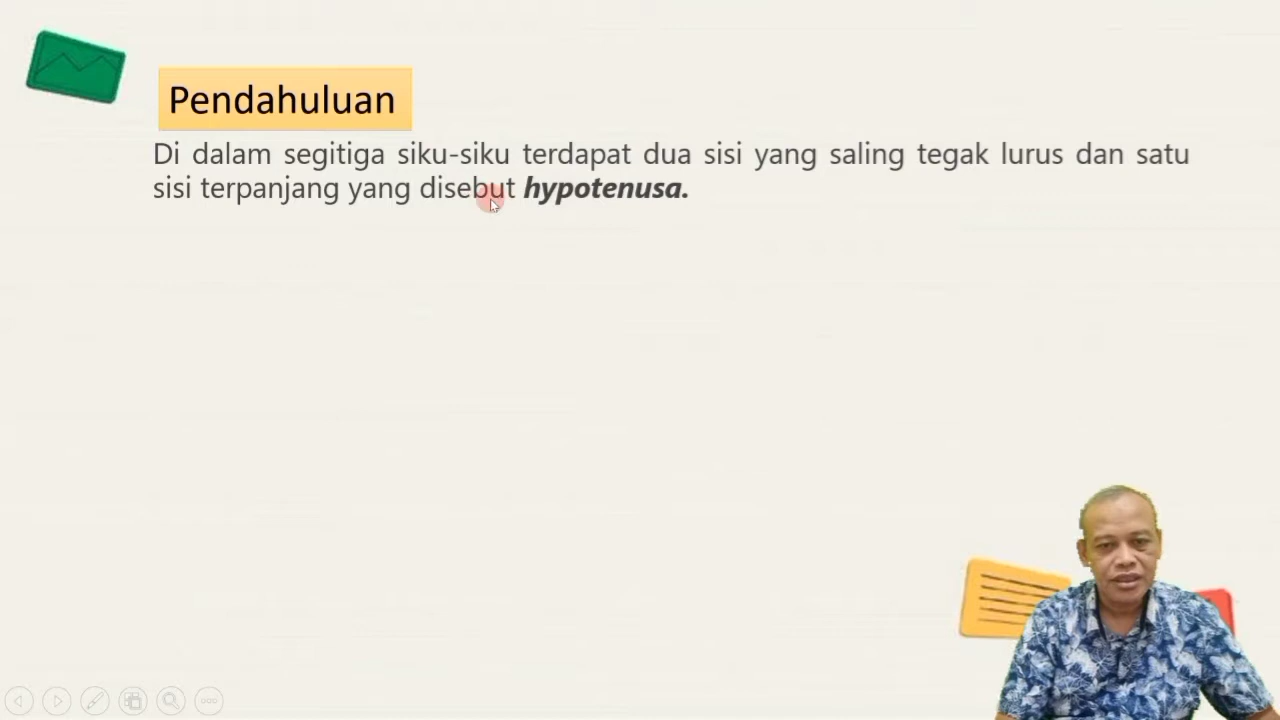 Pendahuluan
Di dalam segitiga siku-siku terdapat dua sisi yang saling tegak lurus dan satu
sisi terpanjang yang disebut hypotenusa.